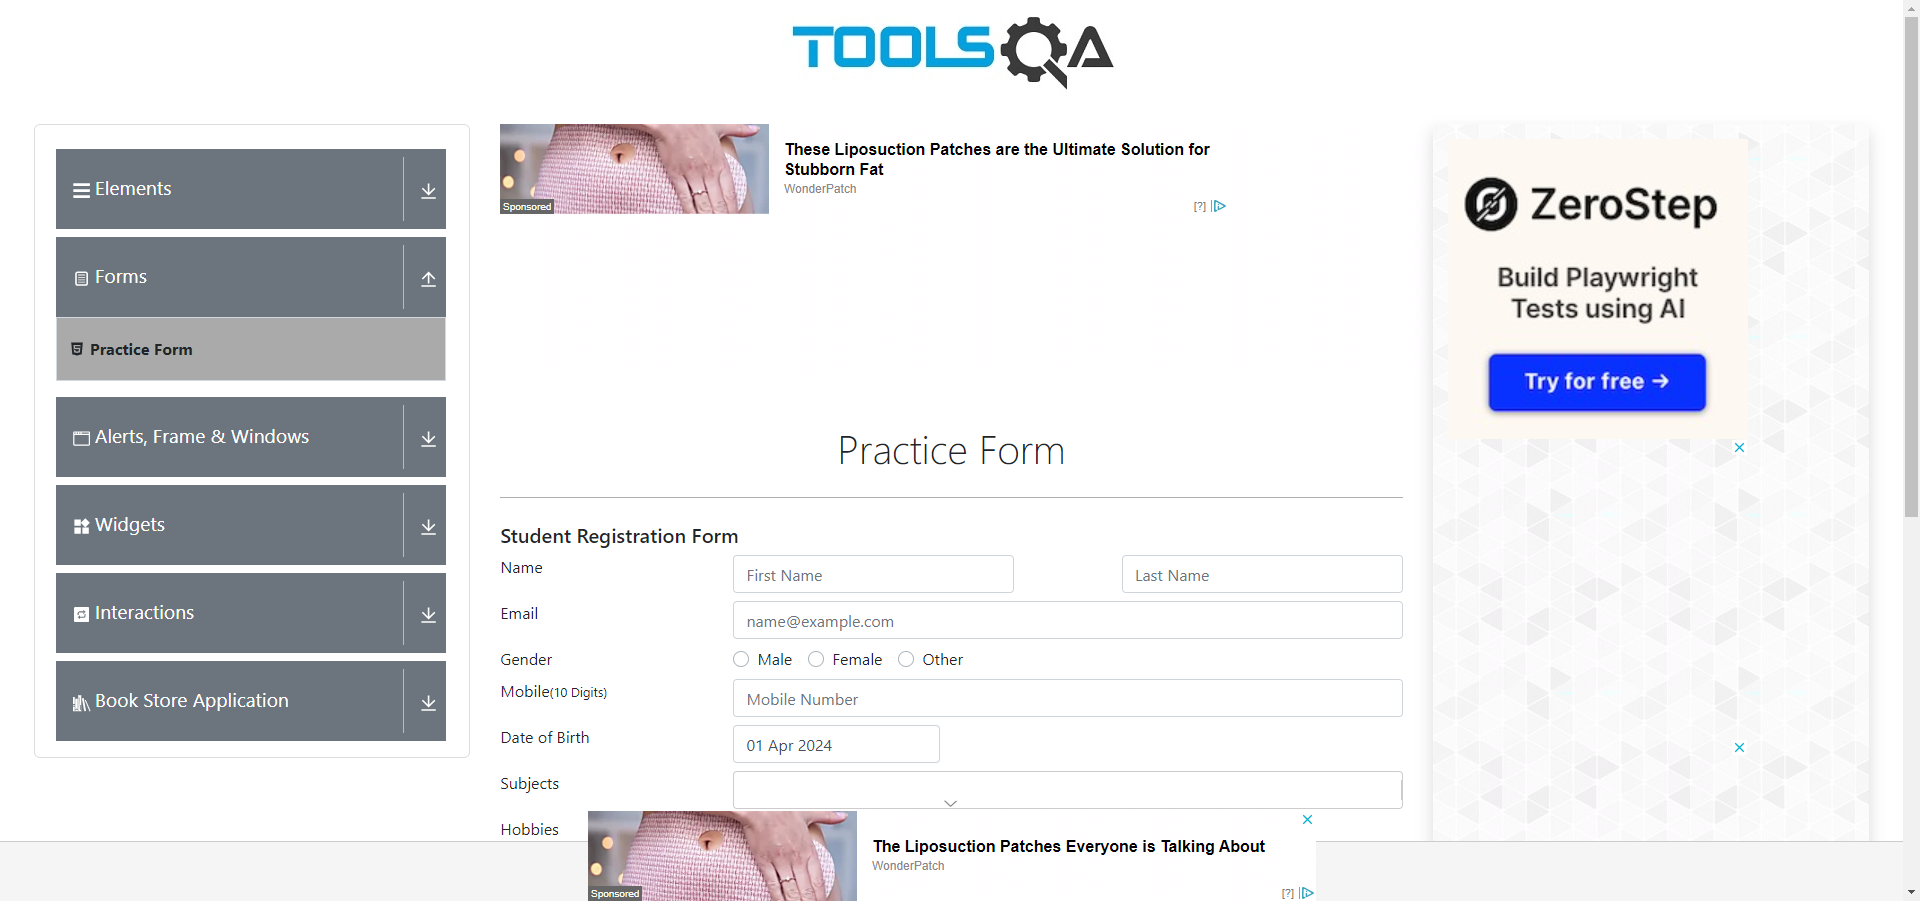 TOOLSQA
Elements
Forms
Practice Form
Alerts, Frame & Windows
Widgets
Interactions
Book Store Application
Sponsored
These Liposuction Patches are the Ultimate Solution for
Stubborn Fat
WonderPatch
[?]
Practice Form
Student Registration Form
Name
First Name
Last Name
Email
name@example.com
Gender
Male
Female
Other
Mobile(10 Digits)
Mobile Number
Date of Birth
01 Apr 2024
Subjects
Hobbies
Sponsored
The Liposuction Patches Everyone is Talking About
WonderPatch
[?]
ZeroStep
Build Playwright
Tests using AI
Try for free →